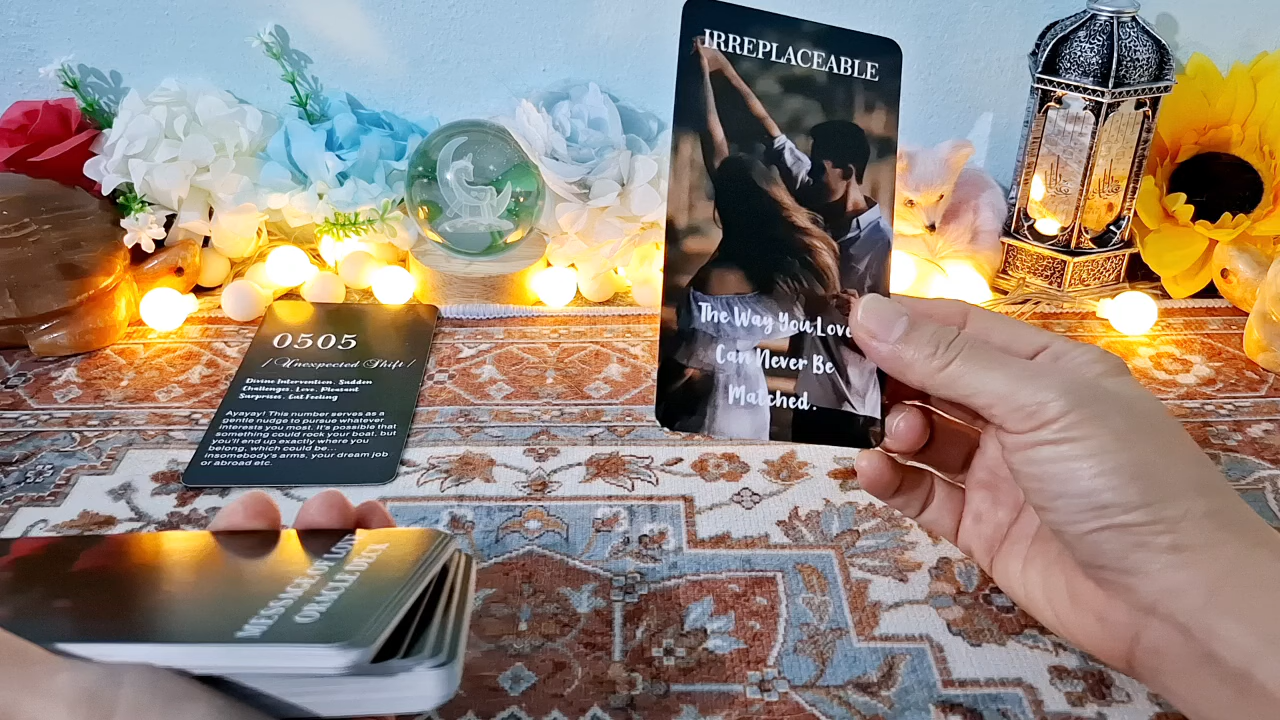 IRREPLACEABLE
The Way You Love
Can Never Be
Matched.
0505
/Unexpected Shift/
Divine Intervention, Sudden
Challenges, Love, Pleasant
Surprises, Gut Feeling
Ayayay! This number serves as a
gentle nudge to pursue whatever
interests you most. It's possible that
something could rock your boat, but
you'll end up exactly where you
belong, which could be...
insomebody's arms, your dream job
or abroad etc.
MESSAGE OF LOVE
ORACLE DECK